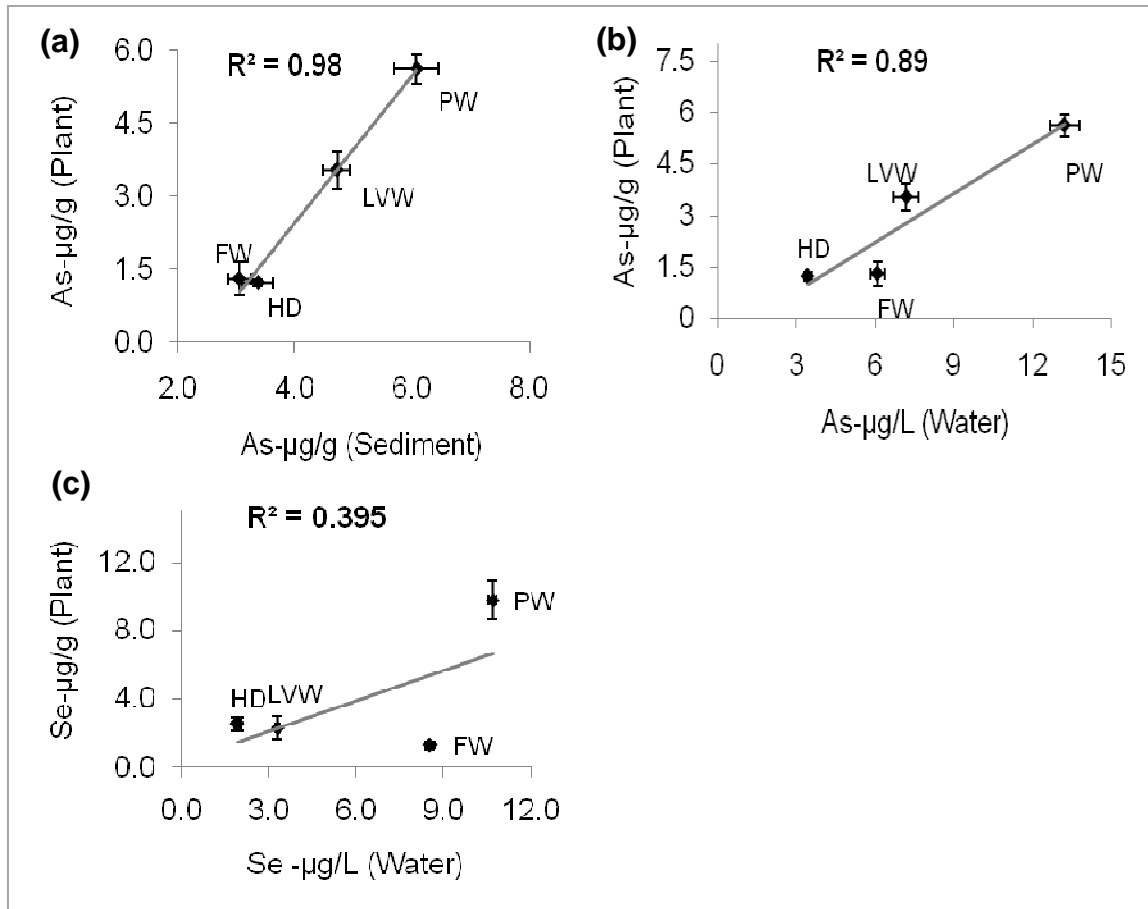 (a)
R² = 0.98
As-µg/g (Plant)
6.0
4.5
3.0
1.5
0.0
PW
LVW
FW
HD
2.0 4.0 6.0 8.0
As-µg/g (Sediment)
(b)
R² = 0.89
As-µg/g (Plant)
7.5
6
4.5
3
1.5
0
LVW
PW
HD
FW
0 3 6 9 12 15
As-µg/L (Water)
(c)
R² = 0.395
Se-µg/g (Plant)
12.0
8.0
4.0
0.0
PW
HD LVW
FW
0.0 3.0 6.0 9.0 12.0
Se -µg/L (Water)